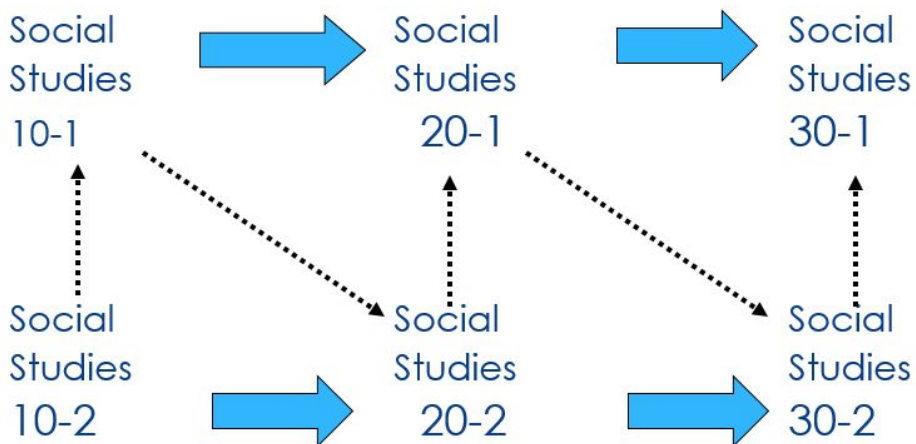 Social
Studies
10-1
Social
Studies
20-1
Social
Studies
30-1
Social
Studies
10-2
Social
Studies
20-2
Social
Studies
30-2